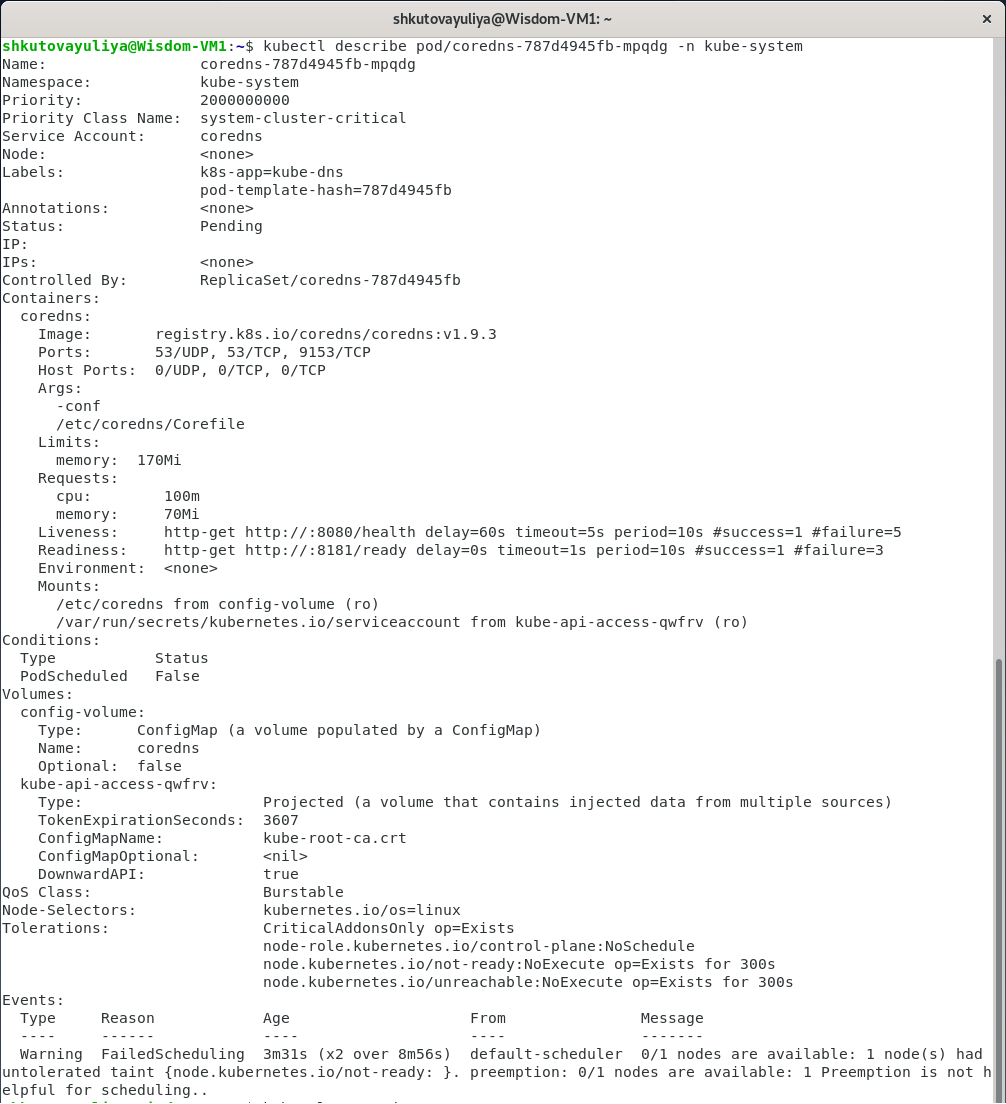 shkutovayuliya@Wisdom-VM1: ~
shkutovayuliya@Wisdom-VM1:~$ kubectl describe pod/coredns-787d4945fb-mpqdg -n kube-system
Name:                 coredns-787d4945fb-mpqdg
Namespace:            kube-system
Priority:             2000000000
Priority Class Name:  system-cluster-critical
Service Account:      coredns
Node:                 <none>
Labels:               k8s-app=kube-dns
                      pod-template-hash=787d4945fb
Annotations:          <none>
Status:               Pending
IP:
IPs:                  <none>
Controlled By:        ReplicaSet/coredns-787d4945fb
Containers:
  coredns:
    Image:       registry.k8s.io/coredns/coredns:v1.9.3
    Ports:       53/UDP, 53/TCP, 9153/TCP
    Host Ports:  0/UDP, 0/TCP, 0/TCP
    Args:
      -conf
      /etc/coredns/Corefile
    Limits:
      memory:  170Mi
    Requests:
      cpu:        100m
      memory:     70Mi
    Liveness:     http-get http://:8080/health delay=60s timeout=5s period=10s #success=1 #failure=5
    Readiness:    http-get http://:8181/ready delay=0s timeout=1s period=10s #success=1 #failure=3
    Environment:  <none>
    Mounts:
      /etc/coredns from config-volume (ro)
      /var/run/secrets/kubernetes.io/serviceaccount from kube-api-access-qwfrv (ro)
Conditions:
  Type           Status
  PodScheduled   False
Volumes:
  config-volume:
    Type:      ConfigMap (a volume populated by a ConfigMap)
    Name:      coredns
    Optional:  false
  kube-api-access-qwfrv:
    Type:                    Projected (a volume that contains injected data from multiple sources)
    TokenExpirationSeconds:  3607
    ConfigMapName:           kube-root-ca.crt
    ConfigMapOptional:       <nil>
    DownwardAPI:             true
QoS Class:                   Burstable
Node-Selectors:              kubernetes.io/os=linux
Tolerations:                 CriticalAddonsOnly op=Exists
                             node-role.kubernetes.io/control-plane:NoSchedule
                             node.kubernetes.io/not-ready:NoExecute op=Exists for 300s
                             node.kubernetes.io/unreachable:NoExecute op=Exists for 300s
Events:
  Type     Reason            Age                    From               Message
  ----     ------            ----                   ----               -------
  Warning  FailedScheduling  3m31s (x2 over 8m56s)  default-scheduler  0/1 nodes are available: 1 node(s) had
untolerated taint {node.kubernetes.io/not-ready: }. preemption: 0/1 nodes are available: 1 Preemption is not h
elpful for scheduling..